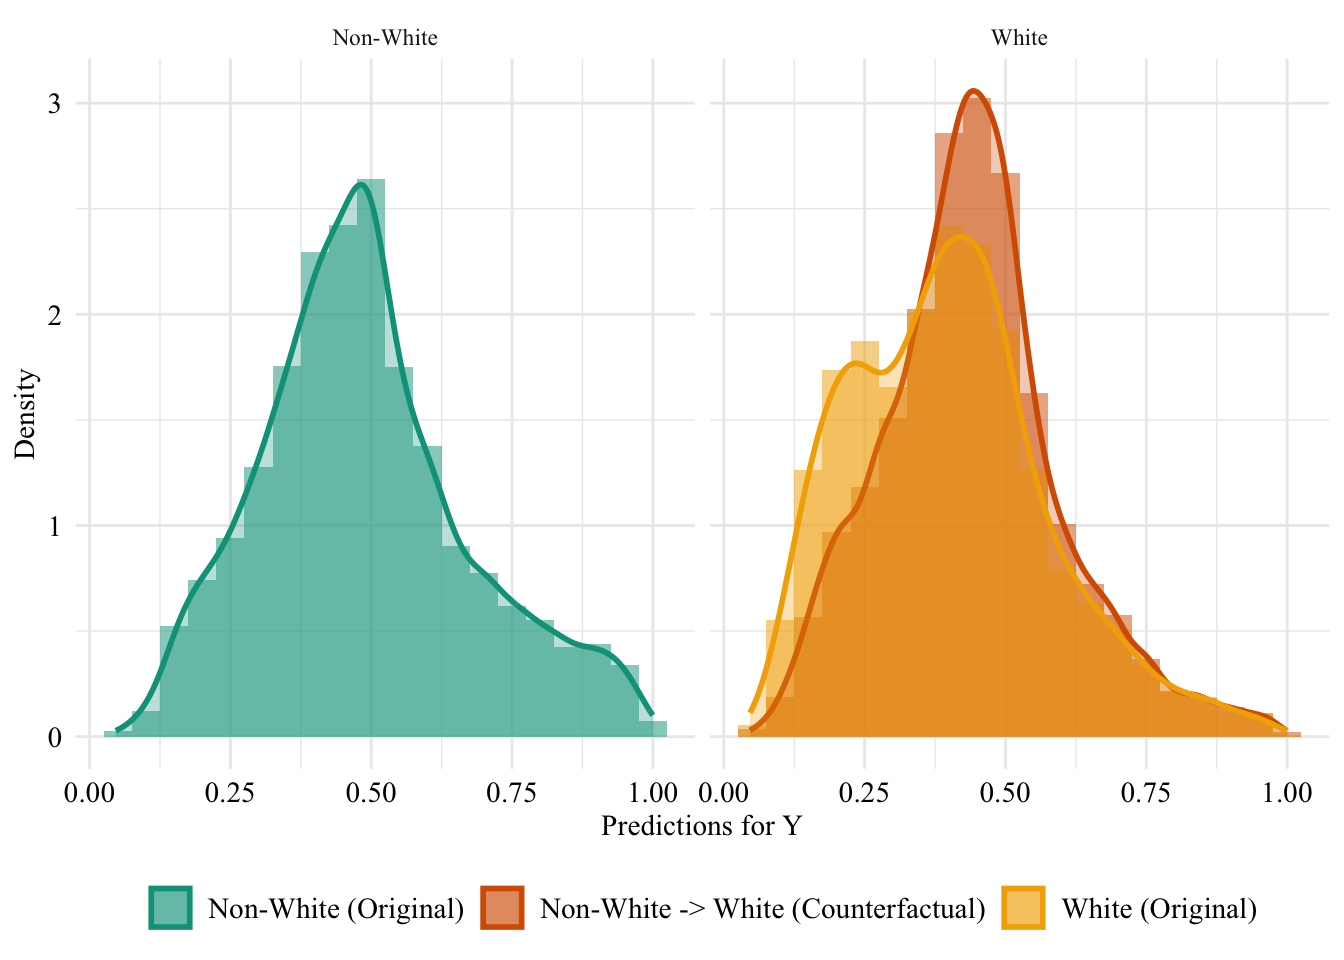 Non-White
White
Density
3
2
1
0
0.00 0.25 0.50 0.75 1.00 0.00 0.25 0.50 0.75 1.00
Predictions for Y
Non-White (Original) Non-White -> White (Counterfactual) White (Original)